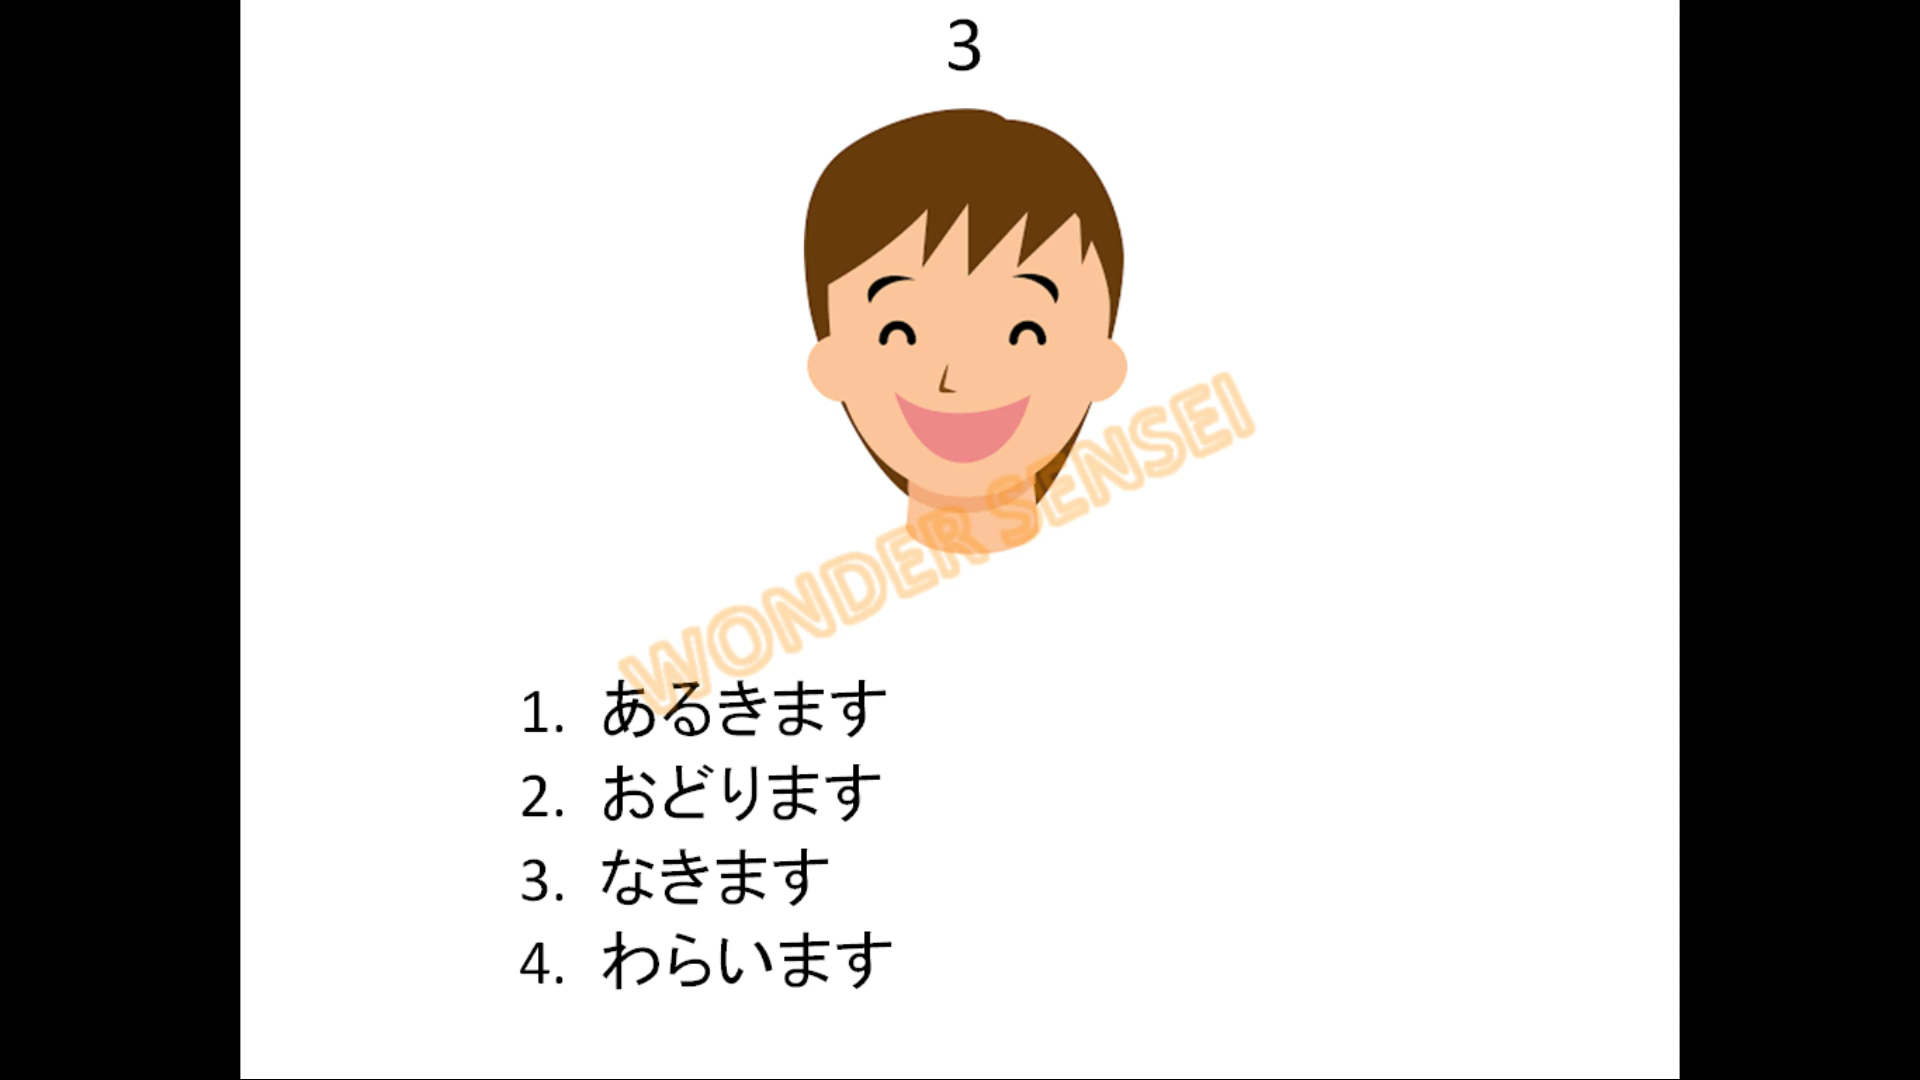 3
WONDER SENSEI
1. あるきます
2. おどります
3. なきます
4. わらいます